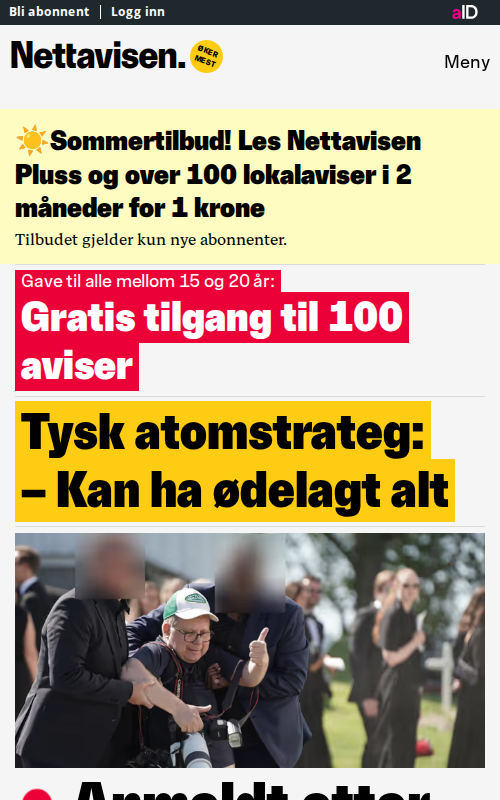 Bli abonnent | Logg inn
aID
Nettavisen.
ØKER
MEST
Meny
Sommertilbud! Les Nettavisen
Pluss og over 100 lokalaviser i 2
måneder for 1 krone
Tilbudet gjelder kun nye abonnenter.
Gave til alle mellom 15 og 20 år:
Gratis tilgang til 100
aviser
Tysk atomstrateg:
– Kan ha ødelagt alt
Anmeldt etter